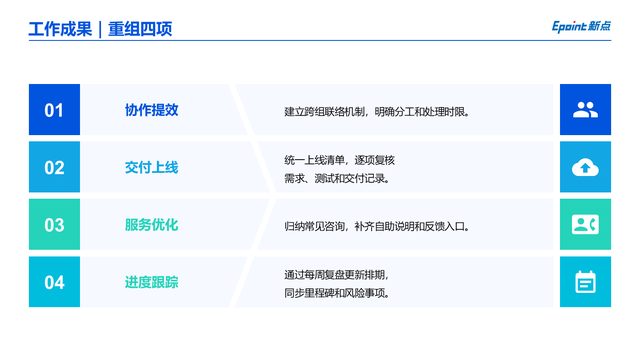 工作成果｜重组四项
Epoint新点
01
协作提效
建立跨组联络机制，明确分工和处理时限。
02
交付上线
统一上线清单，逐项复核
需求、测试和交付记录。
03
服务优化
归纳常见咨询，补齐自助说明和反馈入口。
04
进度跟踪
通过每周复盘更新排期，
同步里程碑和风险事项。